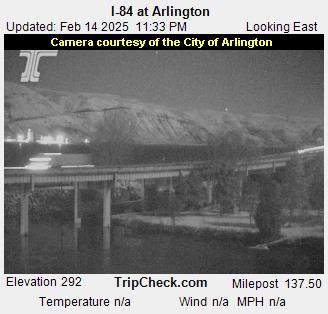 I-84 at Arlington
Updated: Feb 14 2025 11:33 PM Looking East
Camera courtesy of the City of Arlington
Elevation 292 TripCheck.com Milepost 137.50
Temperature n/a Wind n/a MPH n/a